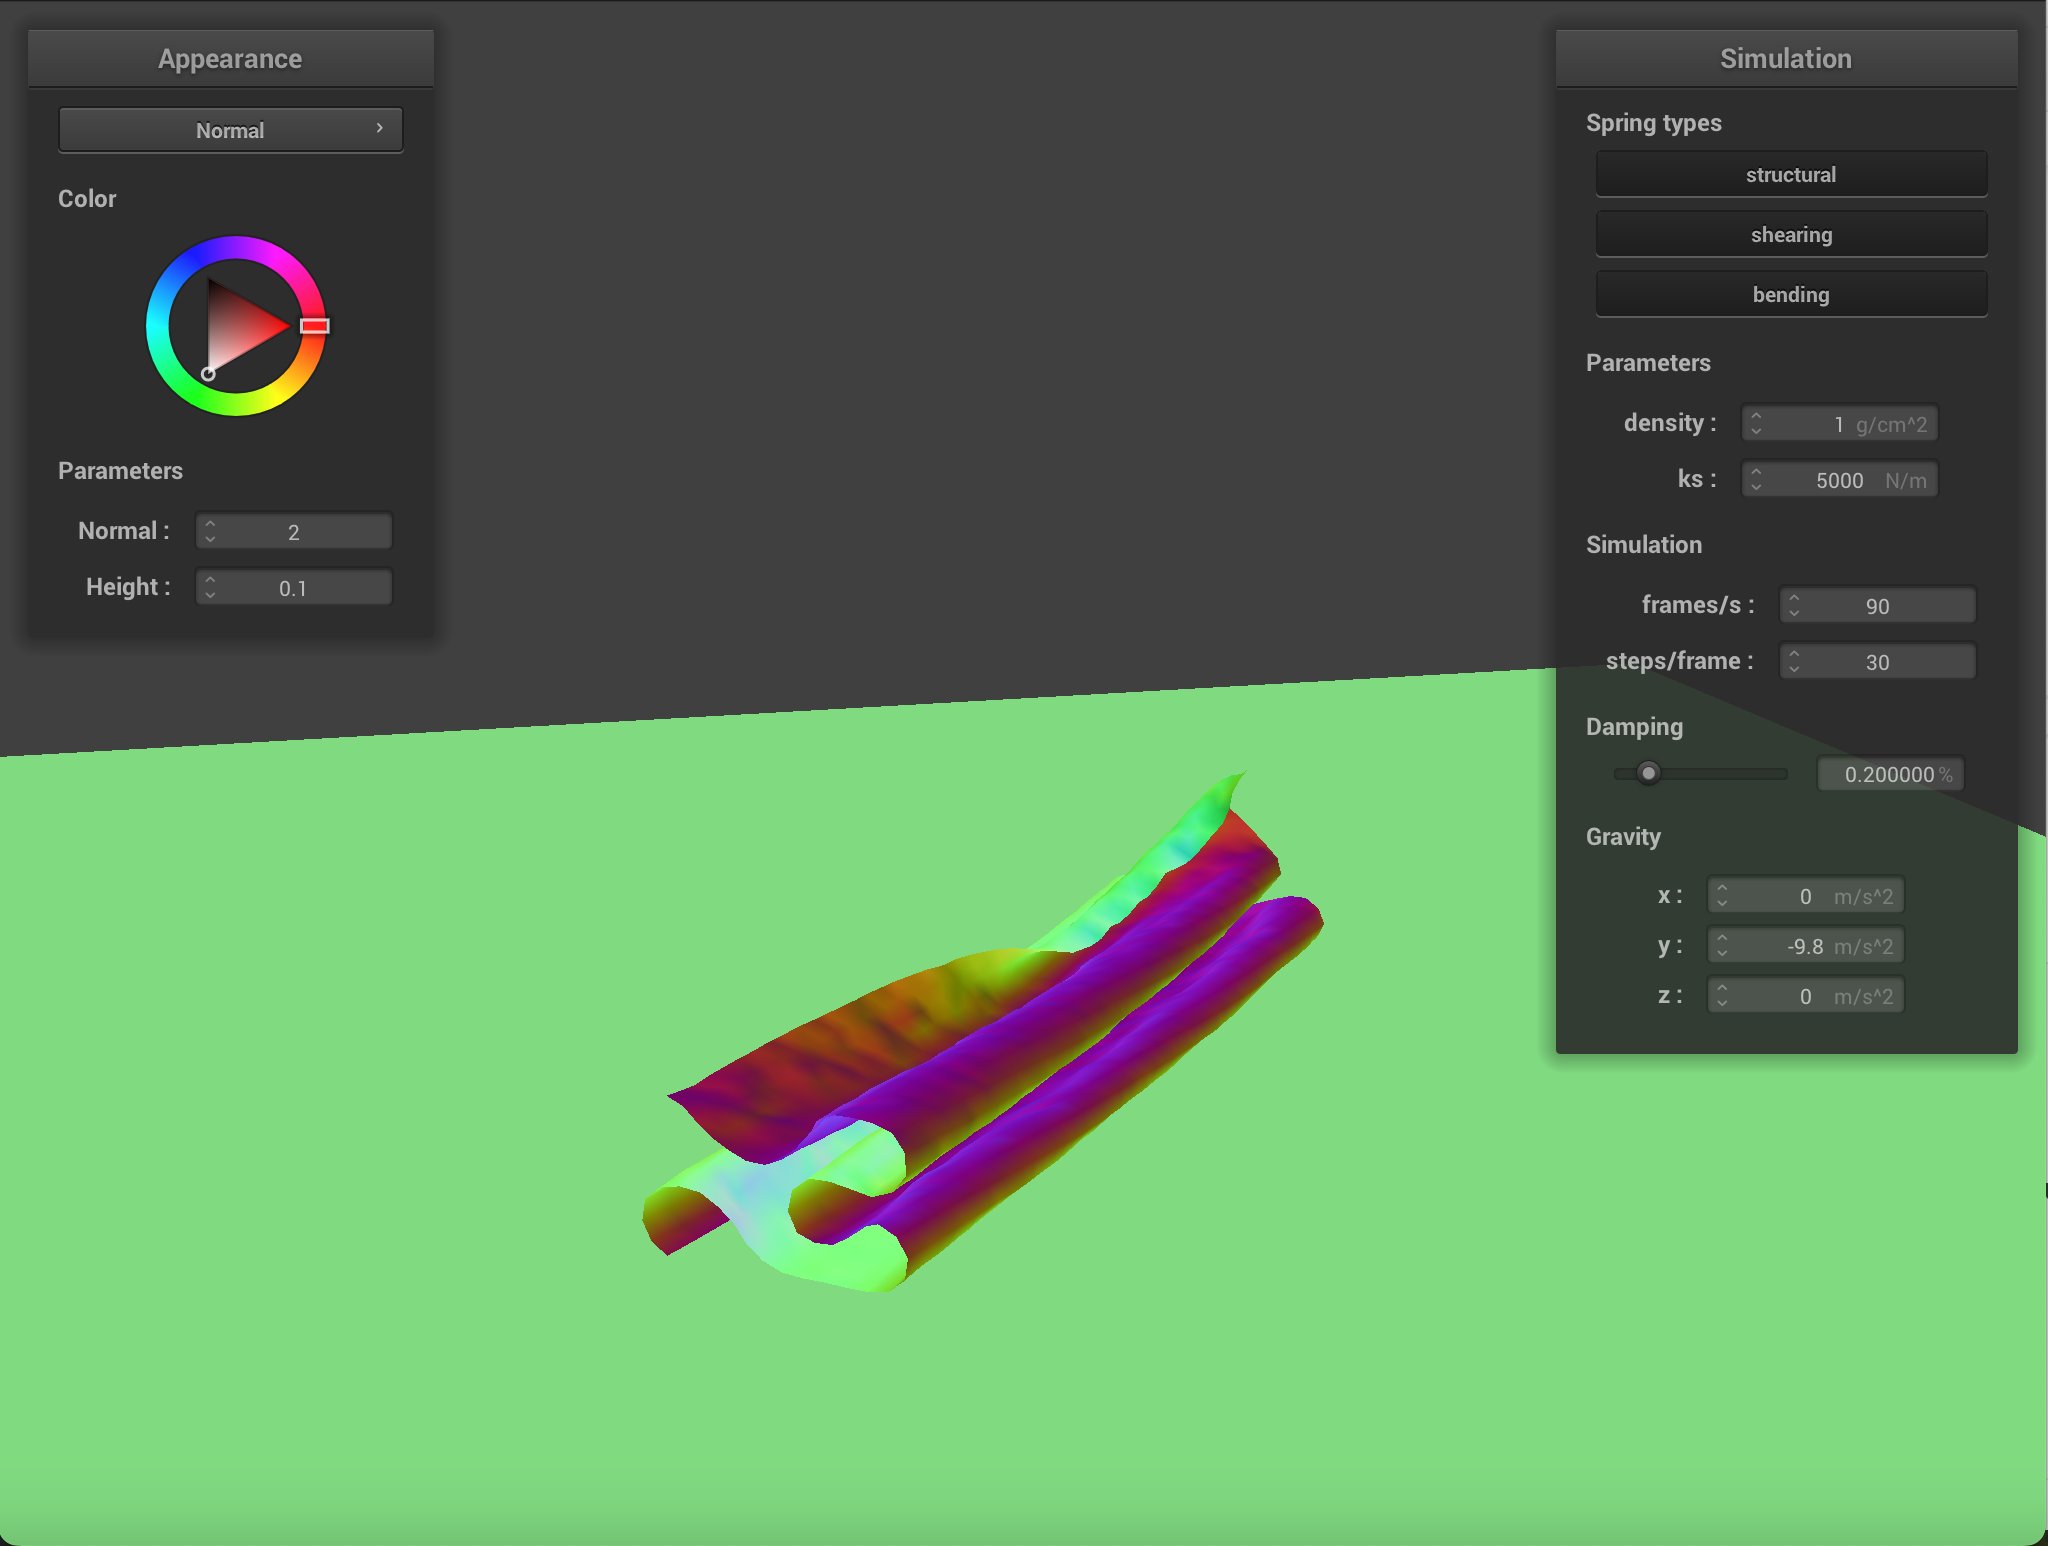 Appearance
Normal
Color
Parameters
Normal : 2
Height : 0.1
Simulation
Spring types
structural
shearing
bending
Parameters
density : 1 g/cm^2
ks : 5000 N/m
Simulation
frames/s : 90
steps/frame : 30
Damping
0.200000 %
Gravity
x : 0 m/s^2
y : -9.8 m/s^2
z : 0 m/s^2